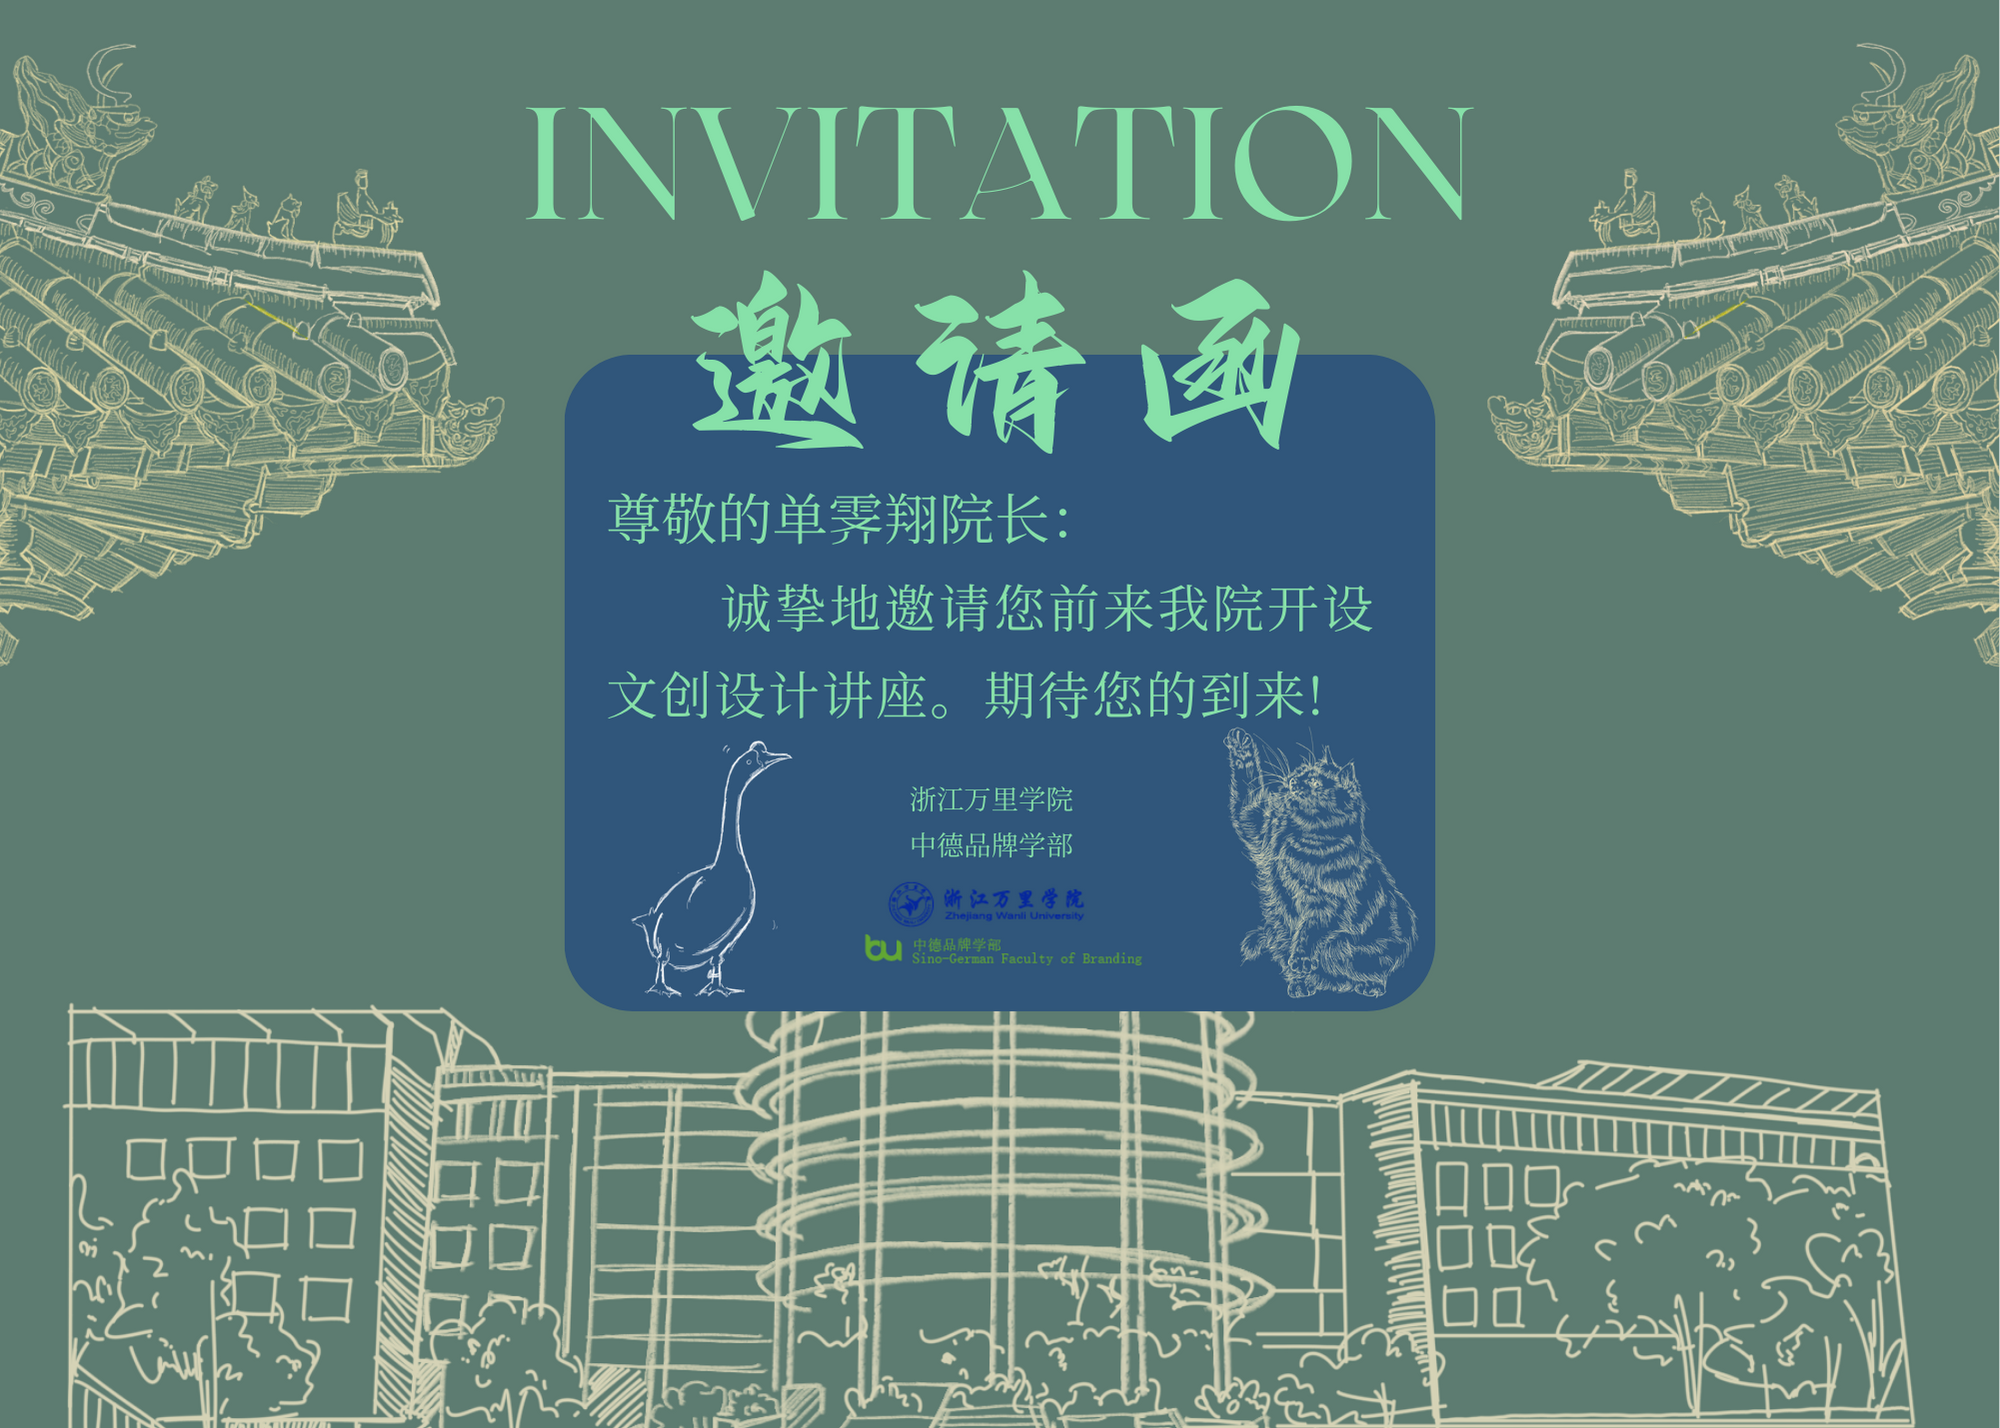 INVITATION
邀请函
尊敬的单霁翔院长：
诚挚地邀请您前来我院开设
文创设计讲座。期待您的到来！
浙江万里学院
中德品牌学部
浙江万里学院
Zhejiang Wanli University
bu 中德品牌学部
Sino-German Faculty of Branding